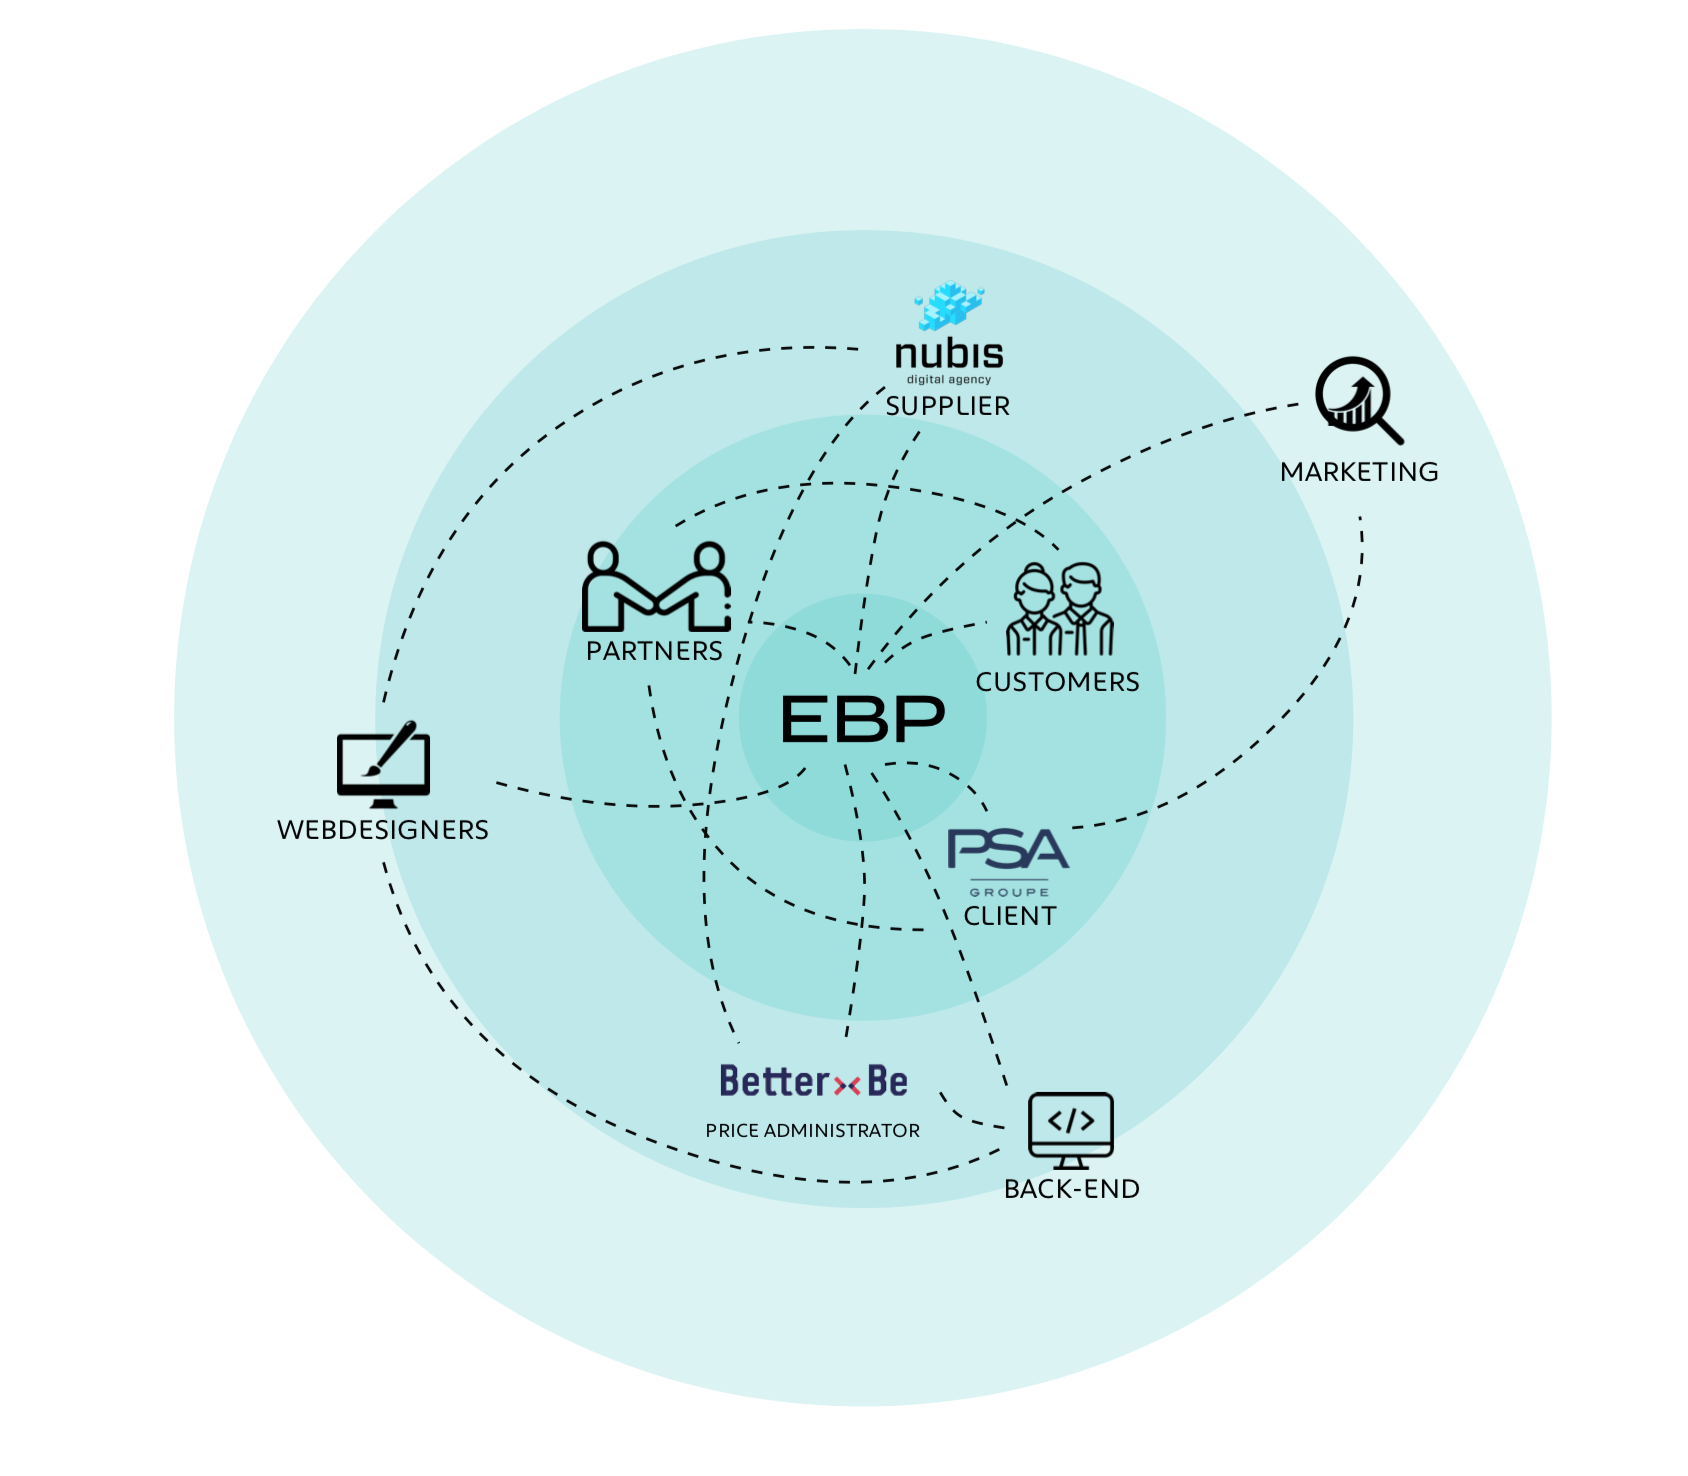 nubis
digital agency
SUPPLIER
MARKETING
PARTNERS
CUSTOMERS
EBP
WEBDESIGNERS
PSA
GROUPE
CLIENT
Better Be
PRICE ADMINISTRATOR
</>
BACK-END